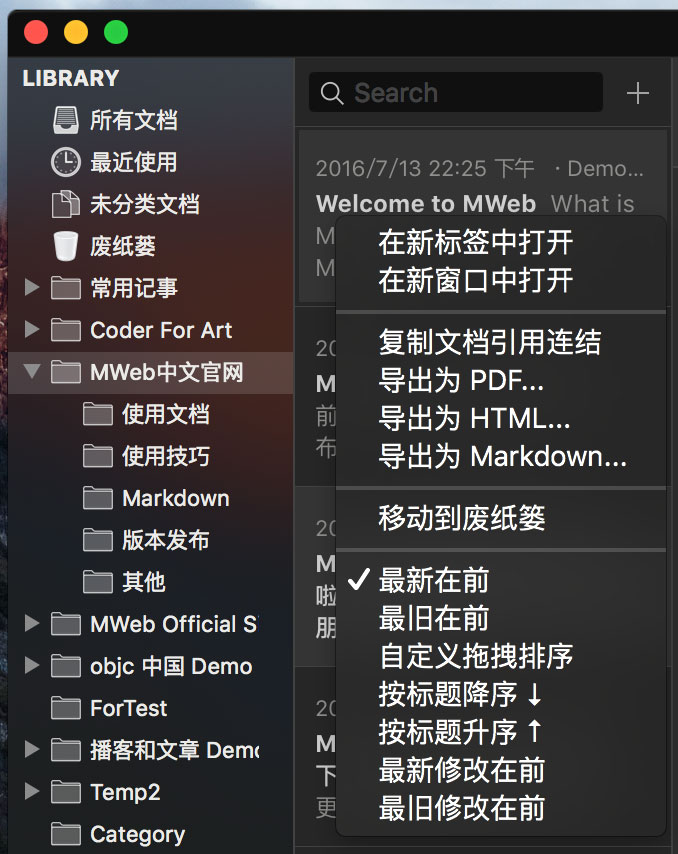 LIBRARY
所有文档
最近使用
未分类文档
废纸篓
常用记事
Coder For Art
MWeb中文官网
使用文档
使用技巧
Markdown
版本发布
其他
MWeb Official
objc 中国 Demo
ForTest
播客和文章
Temp2
Category
Search
2016/7/13 22:25 下午 · Demo...
Welcome to MWeb What is
M
M
20
M
前
布
20
M
啦
朋
20
M
下
更
在新标签中打开
在新窗口中打开
复制文档引用连结
导出为 PDF...
导出为 HTML...
导出为 Markdown...
移动到废纸篓
✓ 最新在前
最旧在前
自定义拖拽排序
按标题降序 ↓
按标题升序 ↑
最新修改在前
最旧修改在前